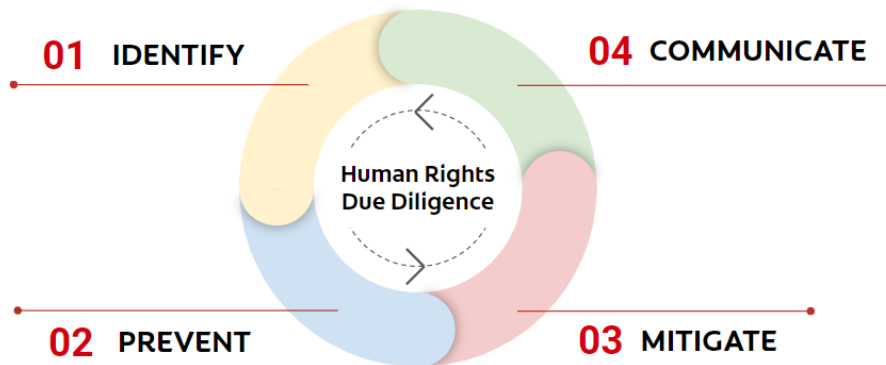 01 IDENTIFY
04 COMMUNICATE
Human Rights
Due Diligence
02 PREVENT
03 MITIGATE